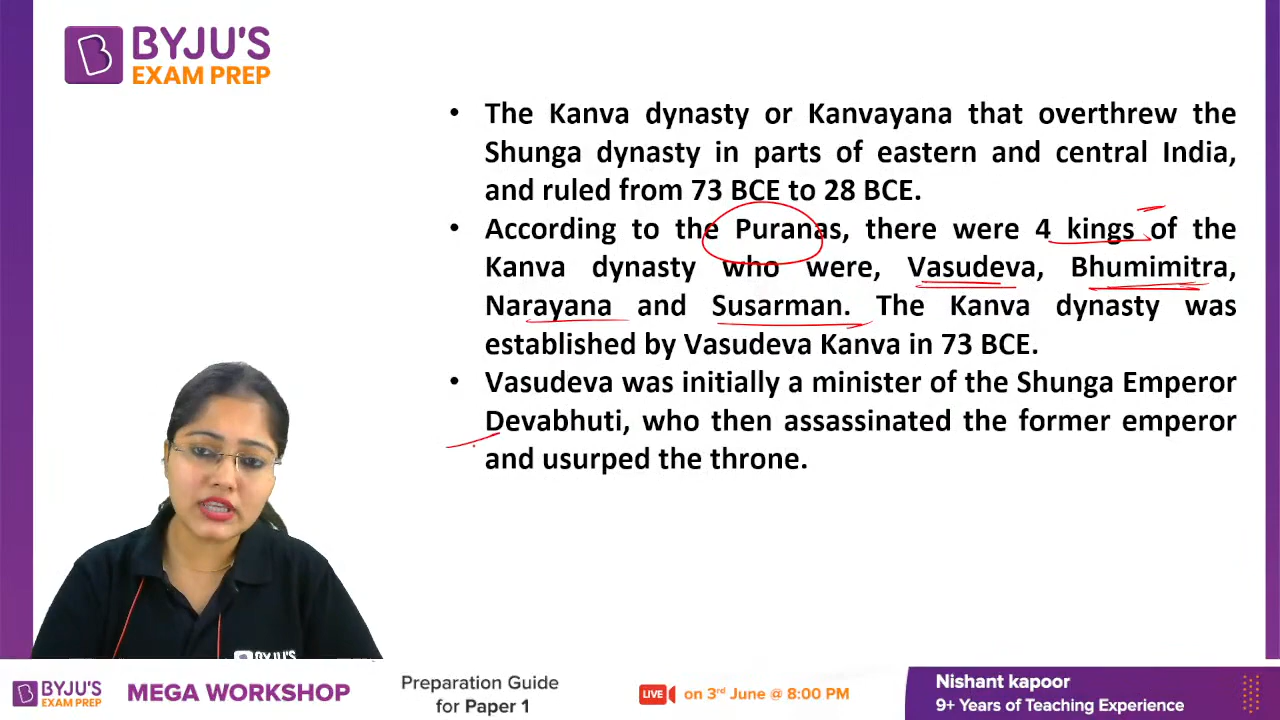 BYJU'S
EXAM PREP
• The Kanva dynasty or Kanvayana that overthrew the
Shunga dynasty in parts of eastern and central India,
and ruled from 73 BCE to 28 BCE.
• According to the Puranas, there were 4 kings of the
Kanva dynasty who were, Vasudeva, Bhumimitra,
Narayana and Susarman. The Kanva dynasty was
established by Vasudeva Kanva in 73 BCE.
• Vasudeva was initially a minister of the Shunga Emperor
Devabhuti, who then assassinated the former emperor
and usurped the throne.
BYJU'S
BYJU'S
EXAM PREP
MEGA WORKSHOP
Preparation Guide
for Paper 1
LIVE
on 3rd June @ 8:00 PM
Nishant kapoor
9+ Years of Teaching Experience